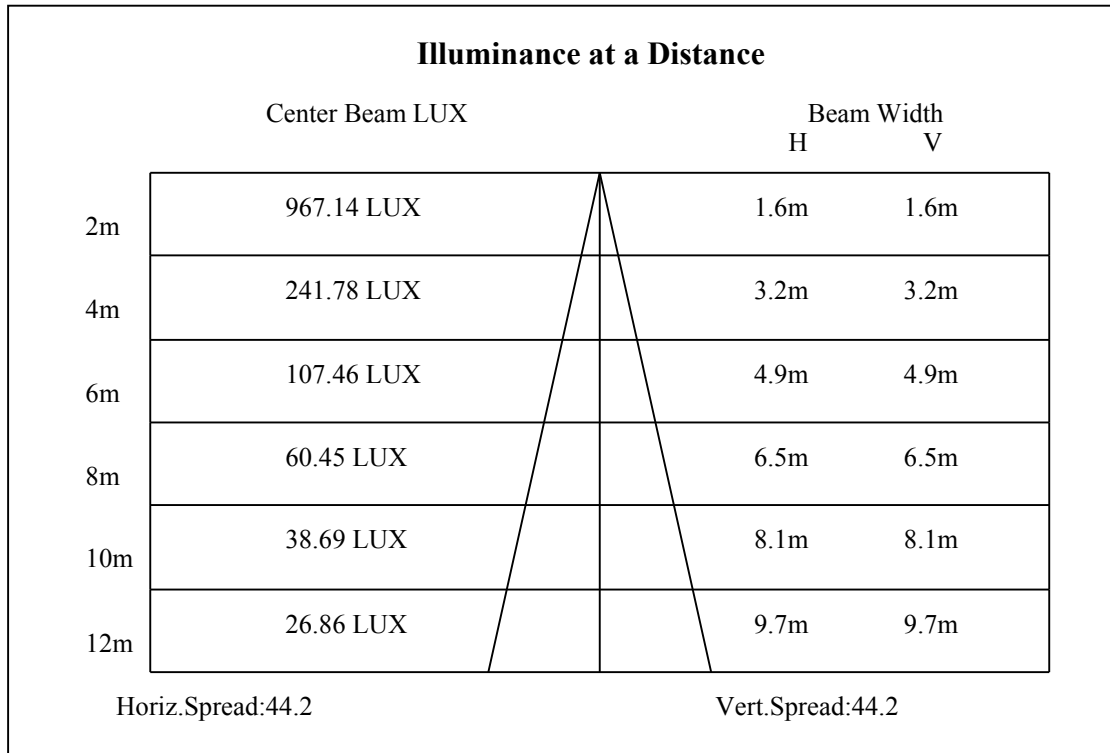 Illuminance at a Distance
Center Beam LUX Beam Width
H V
2m 967.14 LUX 1.6m 1.6m
4m 241.78 LUX 3.2m 3.2m
6m 107.46 LUX 4.9m 4.9m
8m 60.45 LUX 6.5m 6.5m
10m 38.69 LUX 8.1m 8.1m
12m 26.86 LUX 9.7m 9.7m
Horiz.Spread:44.2 Vert.Spread:44.2